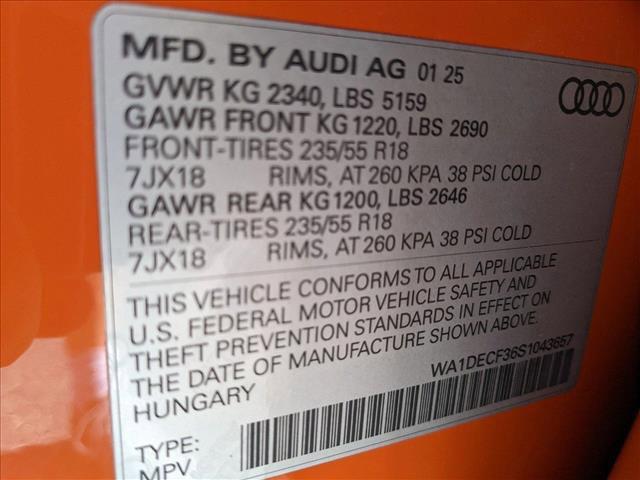 MFD. BY AUDI AG 01 25
GVWR KG 2340, LBS 5159
GAWR FRONT KG 1220, LBS 2690
FRONT-TIRES 235/55 R18
7JX18 RIMS, AT 260 KPA 38 PSI COLD
GAWR REAR KG 1200, LBS 2646
REAR-TIRES 235/55 R18
7JX18 RIMS, AT 260 KPA 38 PSI COLD
THIS VEHICLE CONFORMS TO ALL APPLICABLE
U.S. FEDERAL MOTOR VEHICLE SAFETY AND
THEFT PREVENTION STANDARDS IN EFFECT ON
THE DATE OF MANUFACTURE SHOWN ABOVE.
HUNGARY
WA1DECF36S1043657
TYPE:
MPV